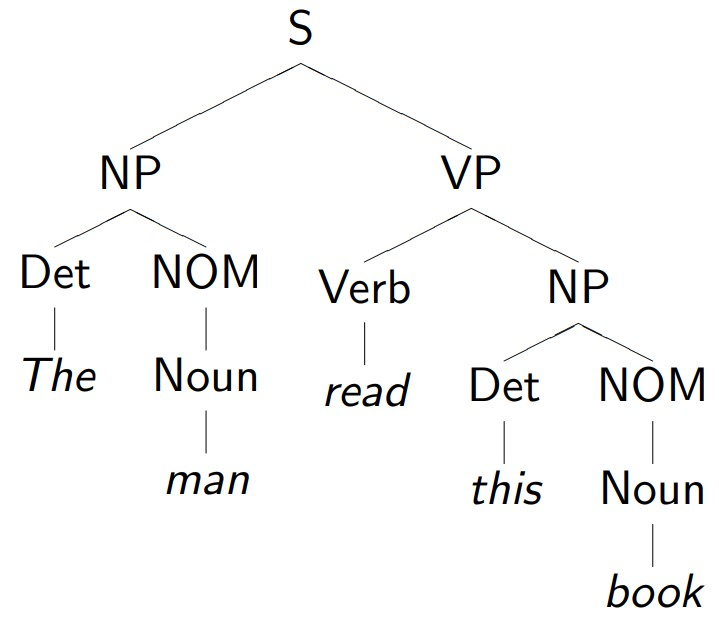 S
NP VP
Det NOM Verb NP
The Noun read Det NOM
man this Noun
book